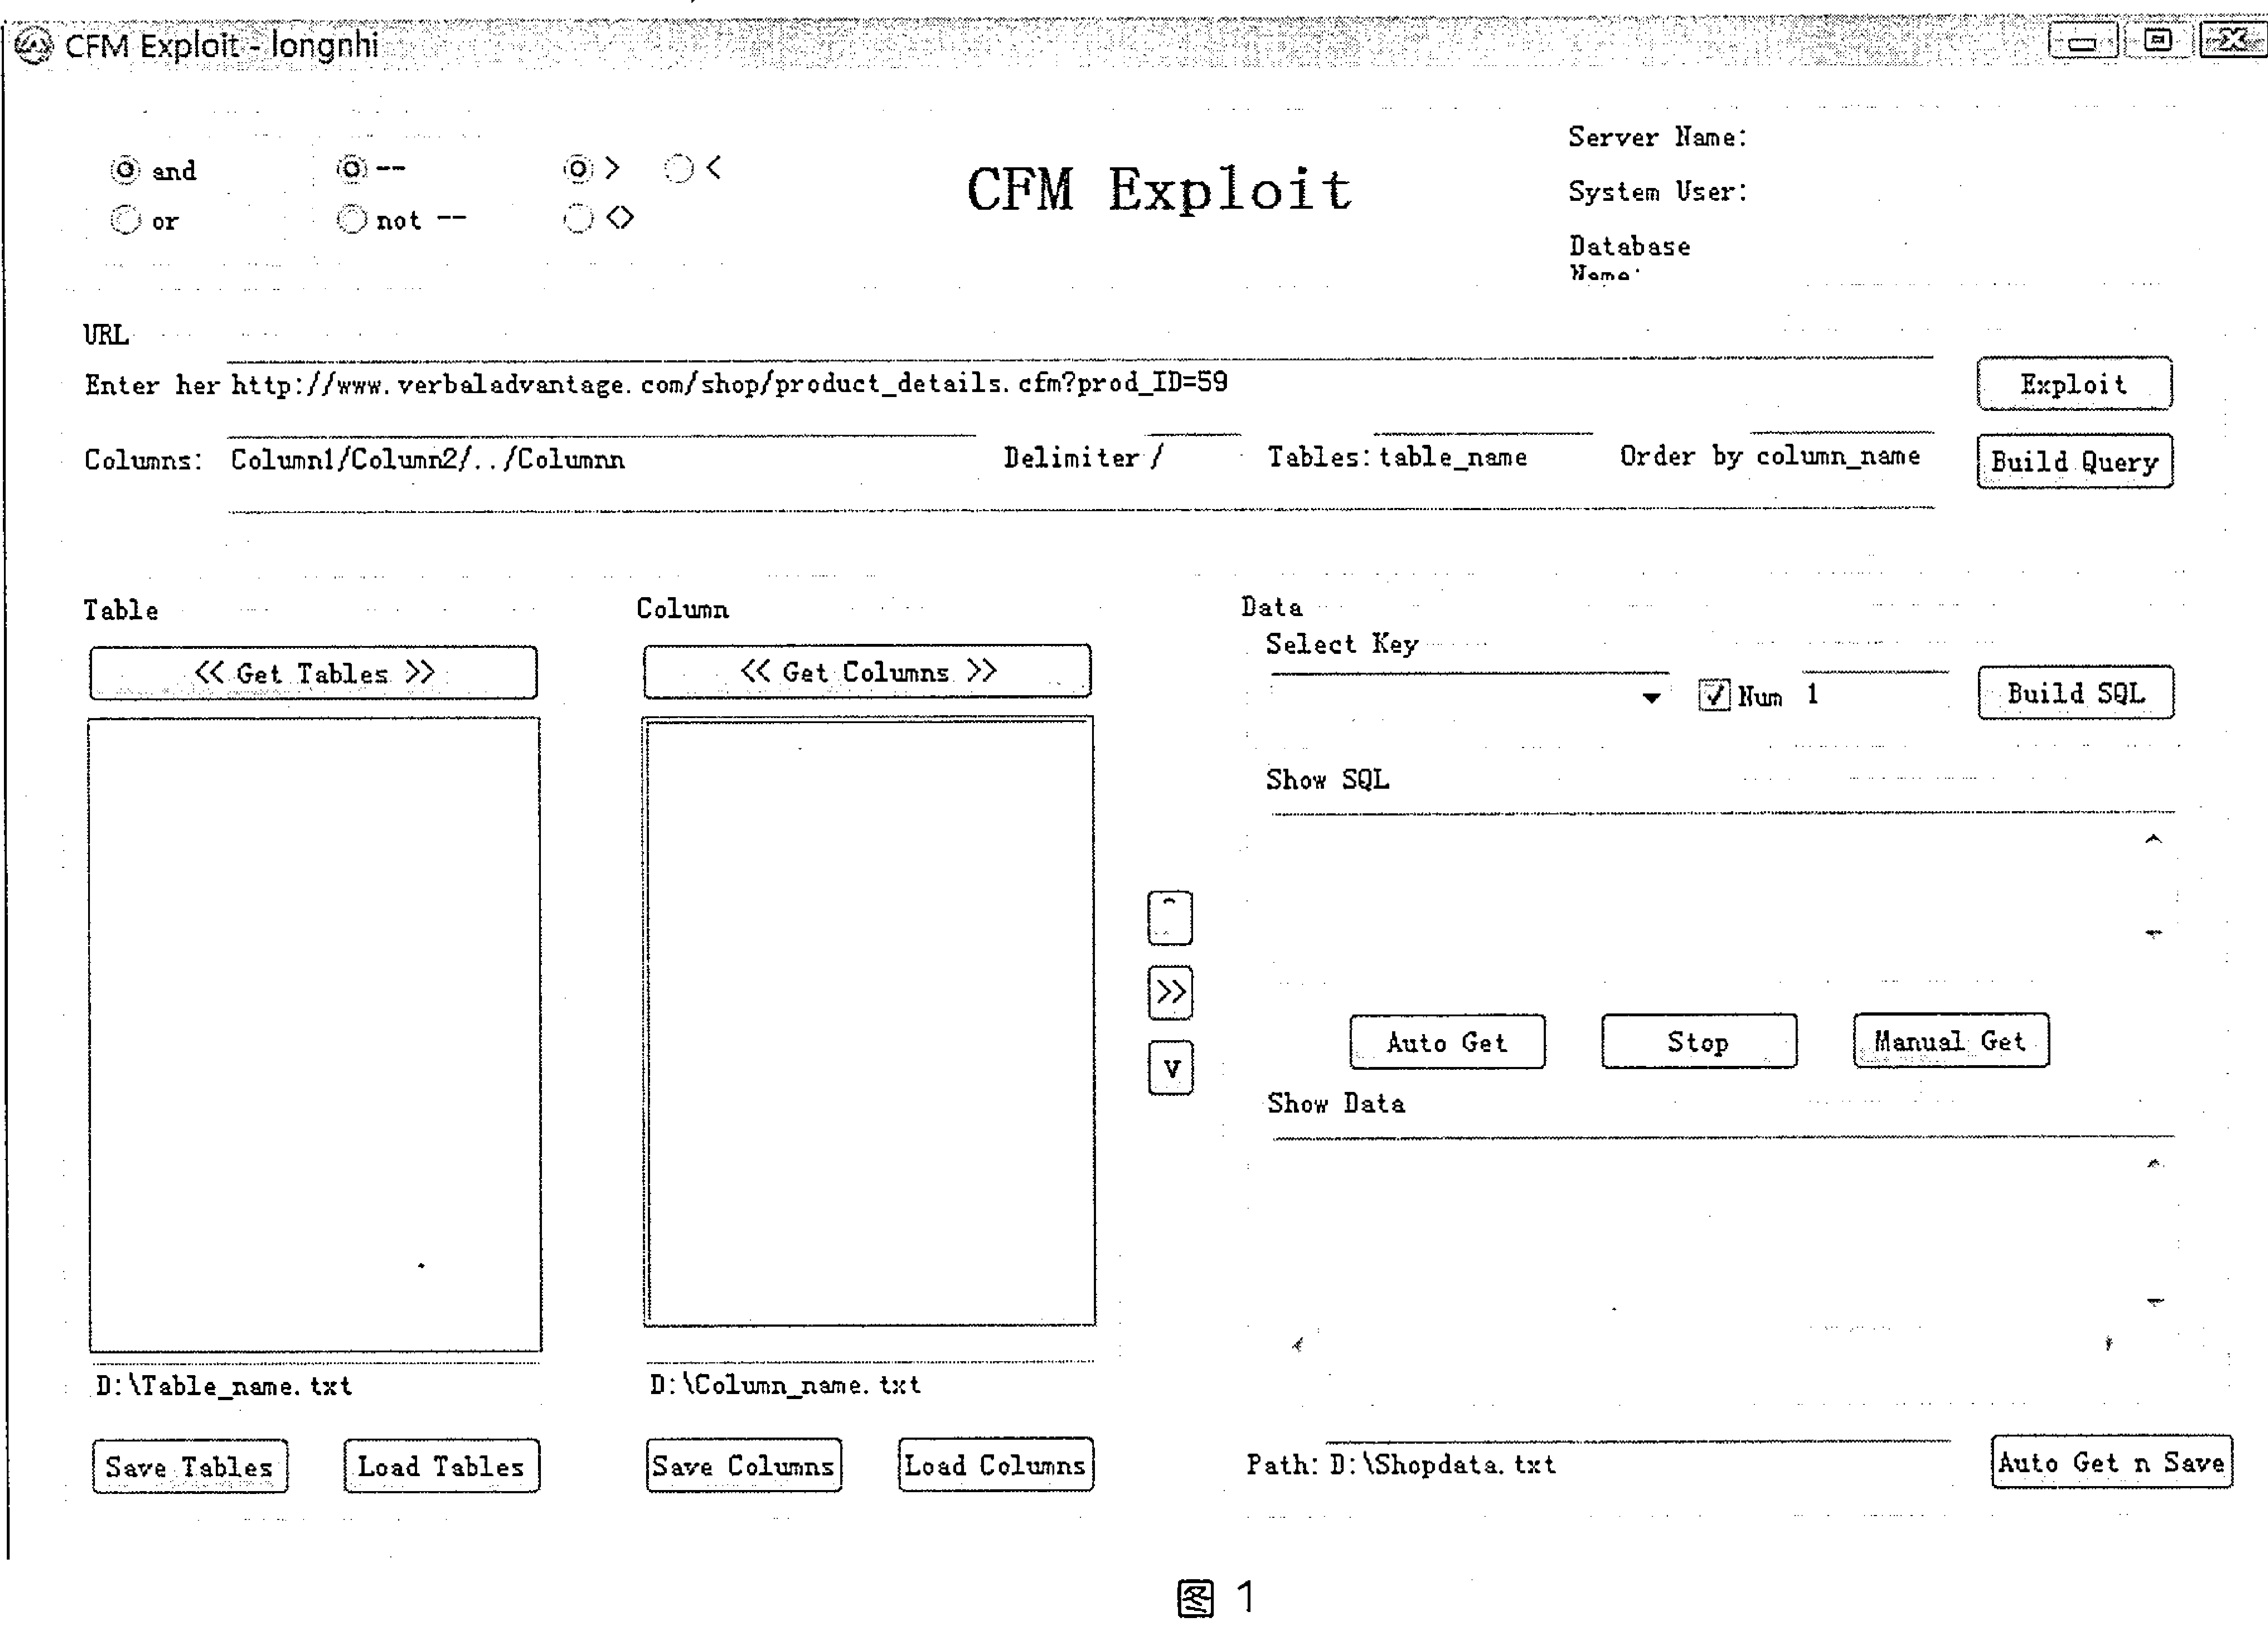 CFM Exploit - longnhi
and
-- 
> <
or
not --
<>
CFM Exploit
Server Name:
System User:
Database
Name:
URL
Enter her http://www.verbaladvantage.com/shop/product_details.cfm?prod_ID=59
Exploit
Columns: Column1/Column2/../Columnn Delimiter / Tables: table_name Order by column_name
Build Query
Table
<< Get Tables >>
D:\Table_name.txt
Save Tables Load Tables
Column
<< Get Columns >>
D:\Column_name.txt
Save Columns Load Columns
^
>>
v
Data
Select Key
Num 1
Build SQL
Show SQL
Auto Get Stop Manual Get
Show Data
Path: D:\Shopdata.txt
Auto Get n Save
图 1